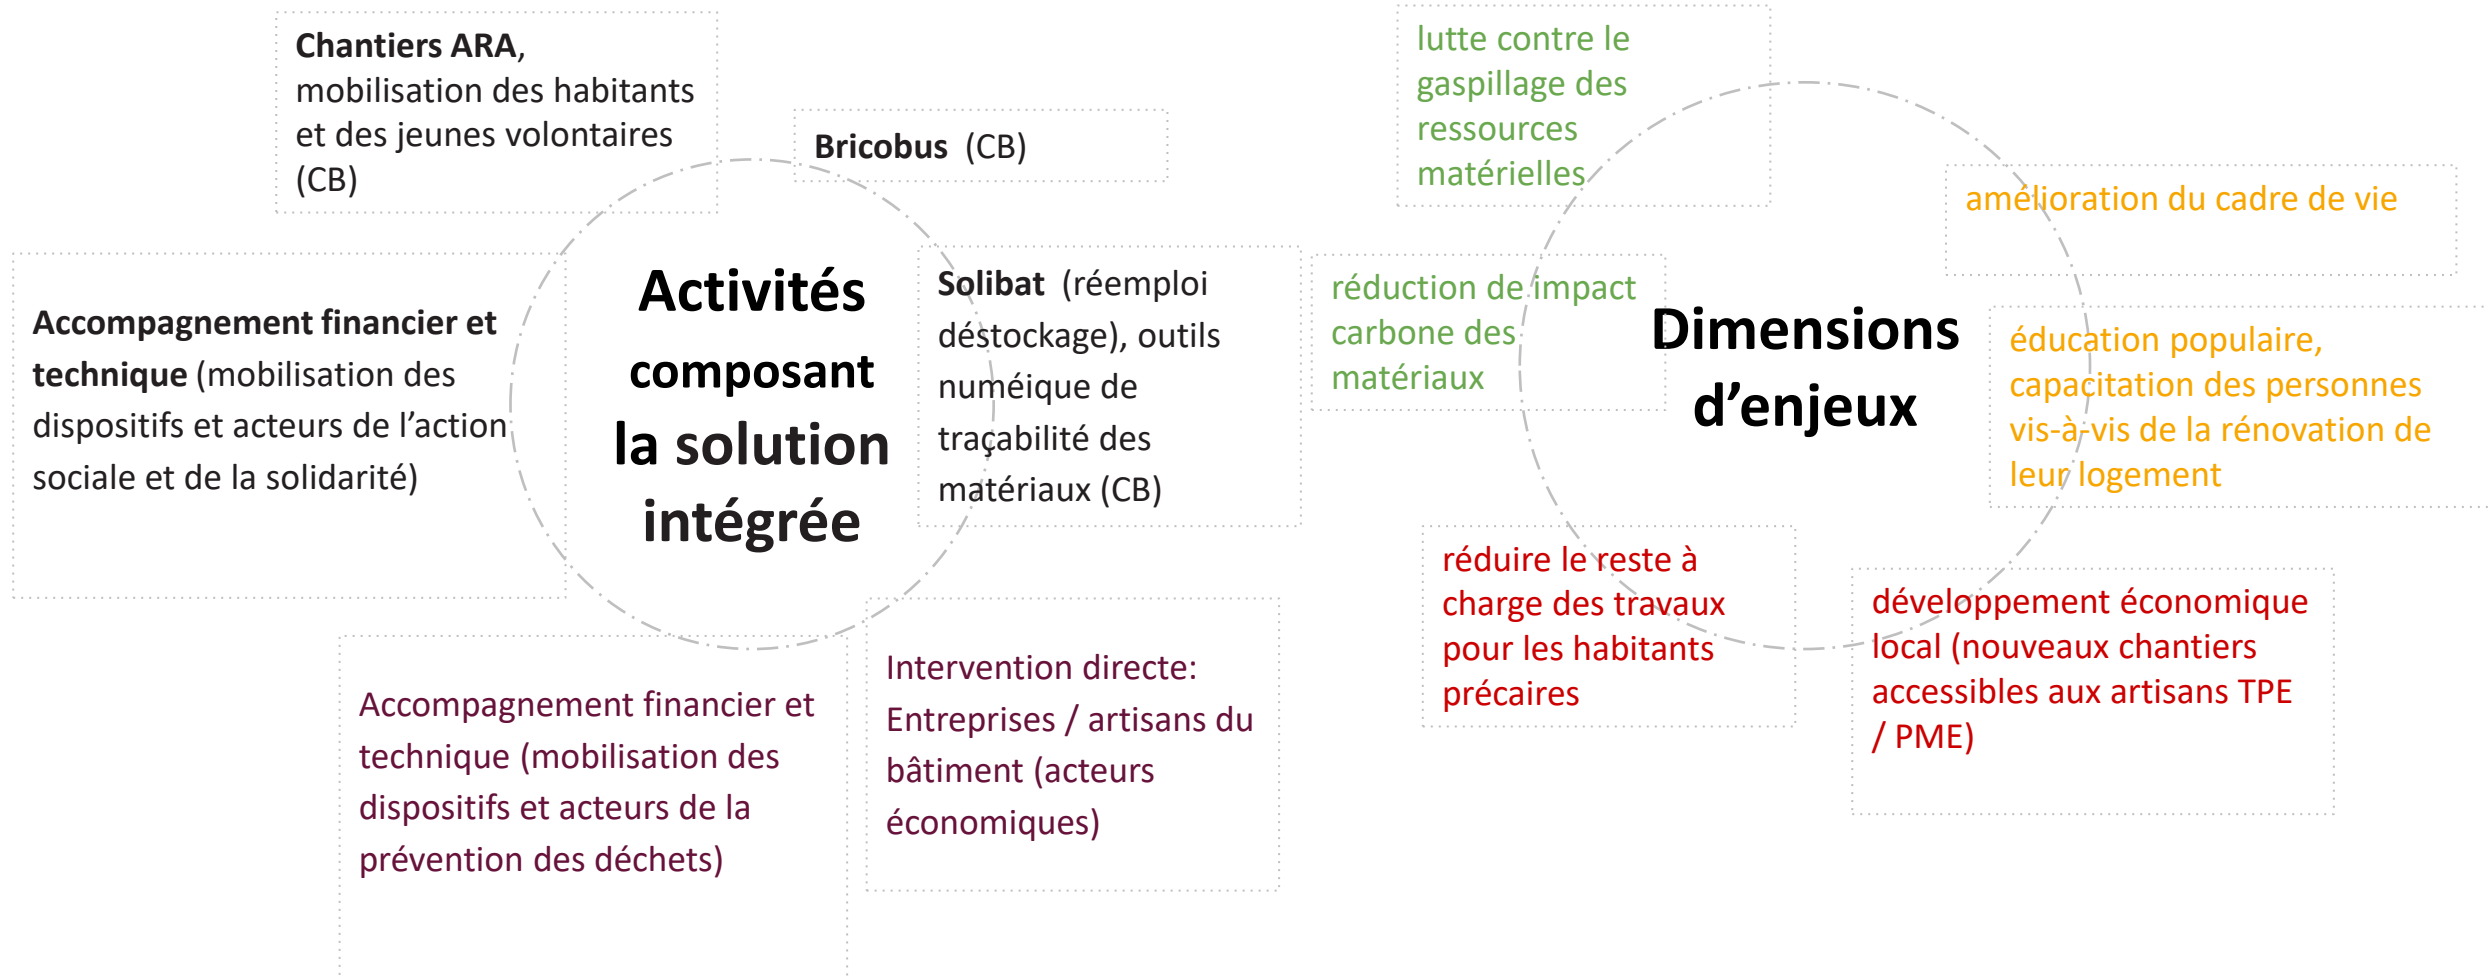 Chantiers ARA,
mobilisation des habitants
et des jeunes volontaires
(CB)
Bricobus (CB)
Accompagnement financier et
technique (mobilisation des
dispositifs et acteurs de l'action
sociale et de la solidarité)
Activités
composant
la solution
intégrée
Solibat (réemploi
déstockage), outils
numéique de
traçabilité des
matériaux (CB)
Accompagnement financier et
technique (mobilisation des
dispositifs et acteurs de la
prévention des déchets)
Intervention directe:
Entreprises / artisans du
bâtiment (acteurs
économiques)
lutte contre le
gaspillage des
ressources
matérielles
amélioration du cadre de vie
réduction de impact
carbone des
matériaux
Dimensions
d'enjeux
éducation populaire,
capacitation des personnes
vis-à-vis de la rénovation de
leur logement
réduire le reste à
charge des travaux
pour les habitants
précaires
développement économique
local (nouveaux chantiers
accessibles aux artisans TPE
/ PME)